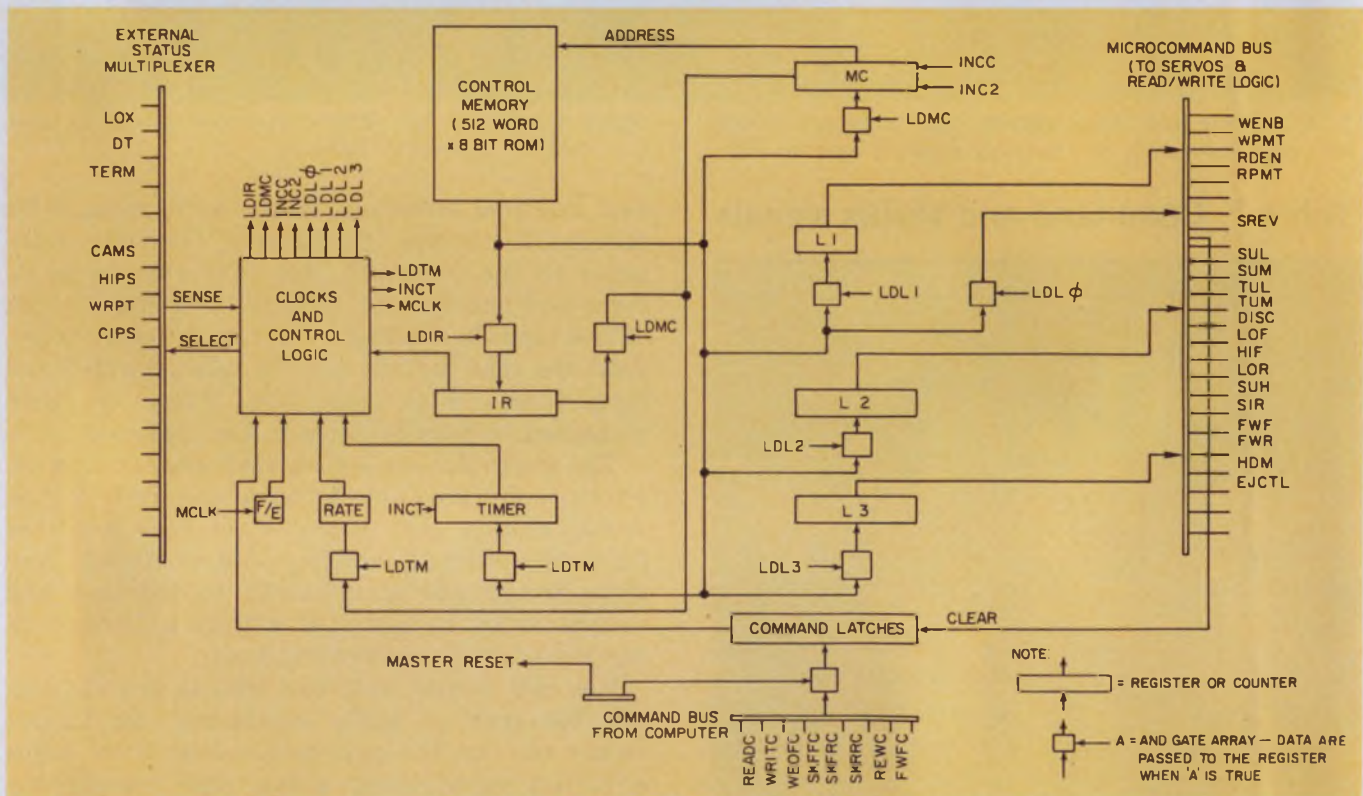 EXTERNAL
STATUS
MULTIPLEXER
LOX
DT
TERM
CAMS
HIPS
WRPT
CIPS
SENSE
SELECT
LDIR
LDMC
INCC
INC2
LDLϕ
LDL 1
LDL 2
LDL 3
CLOCKS
AND
CONTROL
LOGIC
LDTM
INCT
MCLK
CONTROL
MEMORY
(512 WORD
x 8 BIT ROM)
ADDRESS
MC
INCC
INC2
LDMC
LDIR
LDMC
IR
L 1
LDL 1
LDL ϕ
L 2
LDL2
L 3
LDL3
MCLK
F/E
RATE
INCT
TIMER
LDTM
LDTM
COMMAND LATCHES
CLEAR
MASTER RESET
COMMAND BUS
FROM COMPUTER
READC
WRITC
WEOFC
SKFFC
SKFRC
SKRRC
REWC
FWFC
MICROCOMMAND BUS
(TO SERVOS &
READ/WRITE LOGIC)
WENB
WPMT
RDEN
RPMT
SREV
SUL
SUM
TUL
TUM
DISC
LOF
HIF
LOR
SUH
SIR
FWF
FWR
HDM
EJCTL
NOTE:
= REGISTER OR COUNTER
A = AND GATE ARRAY — DATA ARE
PASSED TO THE REGISTER
WHEN 'A' IS TRUE